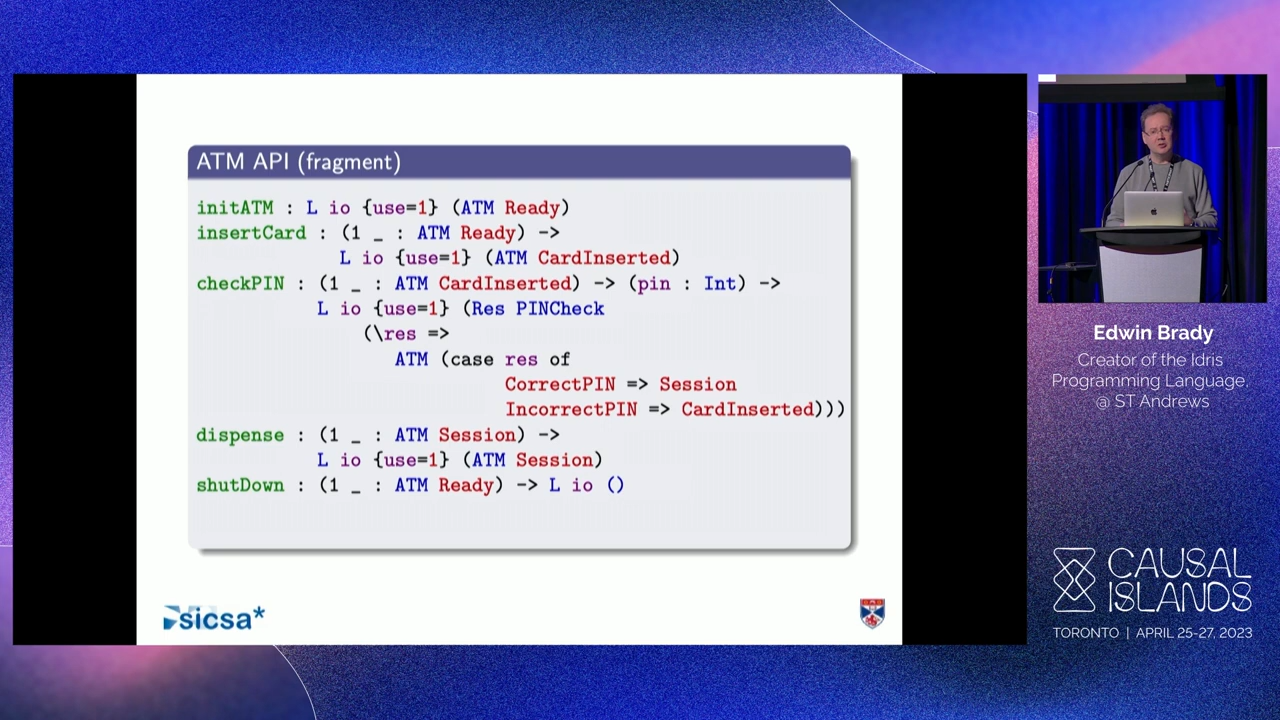 ATM API (fragment)
initATM : L io {use=1} (ATM Ready)
insertCard : (1 _ : ATM Ready) ->
L io {use=1} (ATM CardInserted)
checkPIN : (1 _ : ATM CardInserted) -> (pin : Int) ->
L io {use=1} (Res PINCheck
(\res =>
ATM (case res of
CorrectPIN => Session
IncorrectPIN => CardInserted)))
dispense : (1 _ : ATM Session) ->
L io {use=1} (ATM Session)
shutDown : (1 _ : ATM Ready) -> L io ()
sicsa*
Edwin Brady
Creator of the Idris
Programming Language,
@ ST Andrews
CAUSAL
ISLANDS
TORONTO | APRIL 25-27, 2023